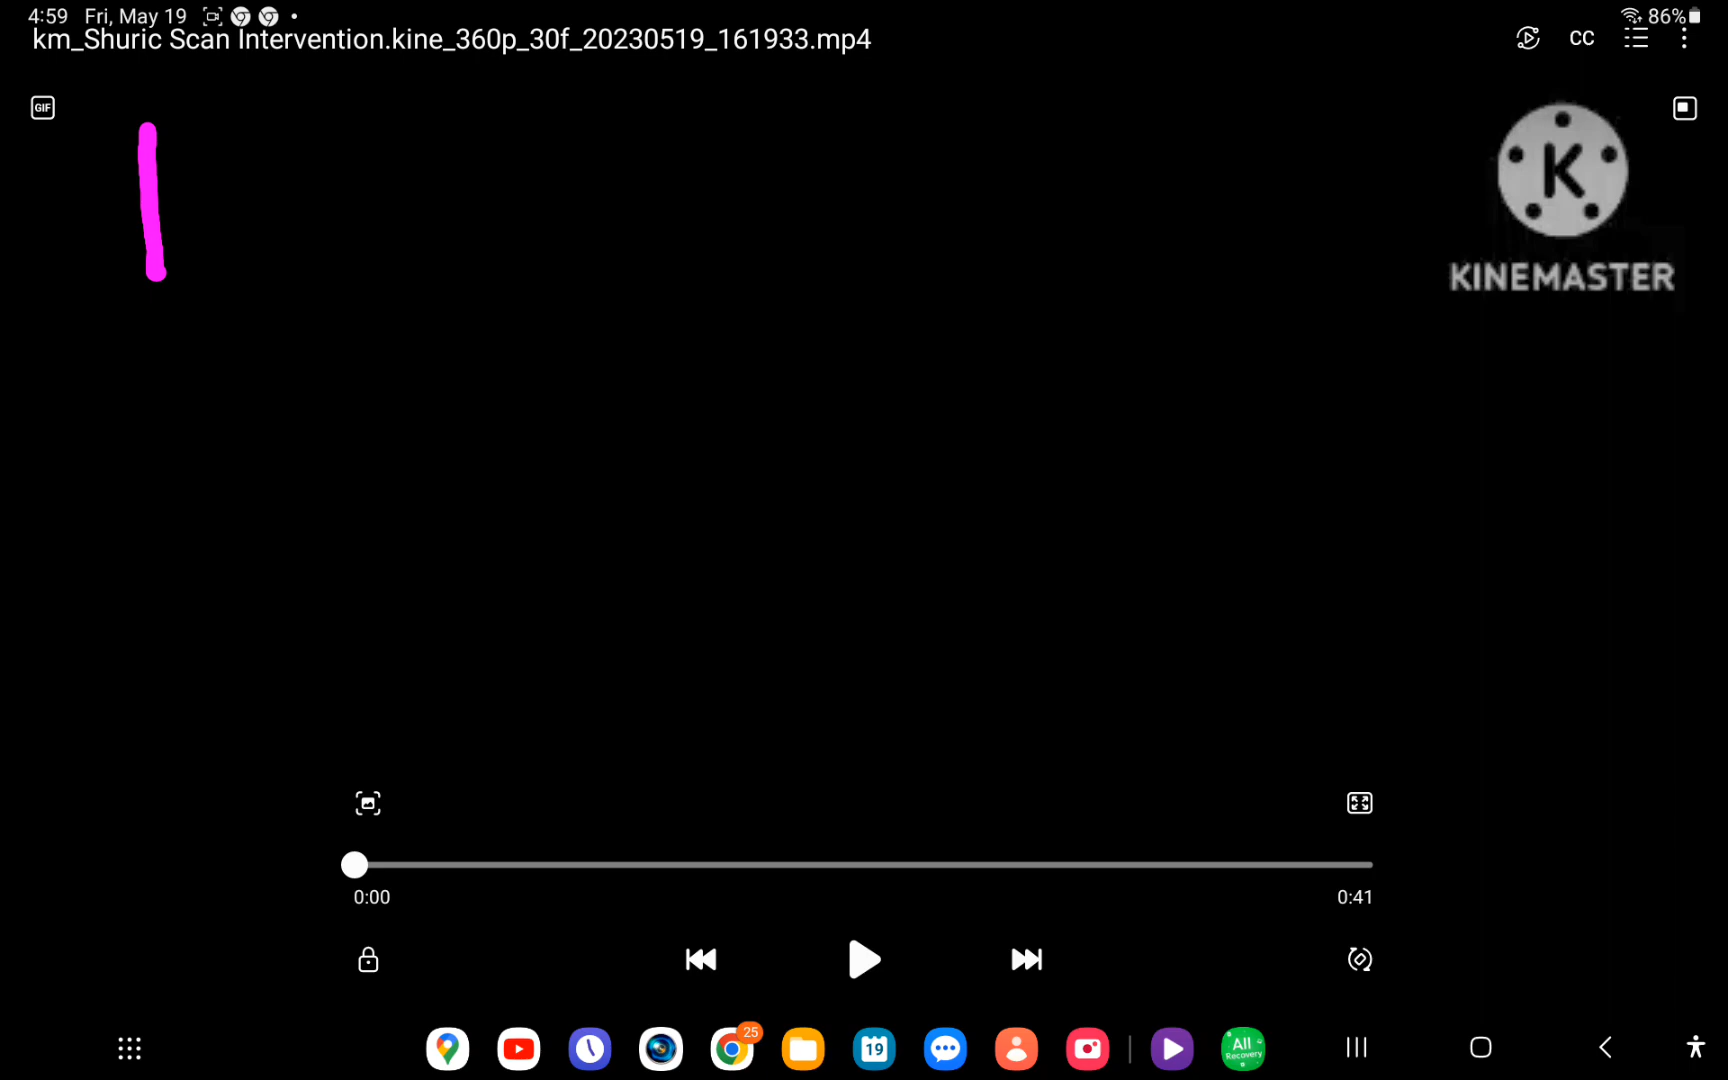 4:59 Fri, May 19 86%
km_Shuric Scan Intervention.kine_360p_30f_20230519_161933.mp4
CC
GIF
K
KINEMASTER
0:00 0:41
25
19
All
Recovery